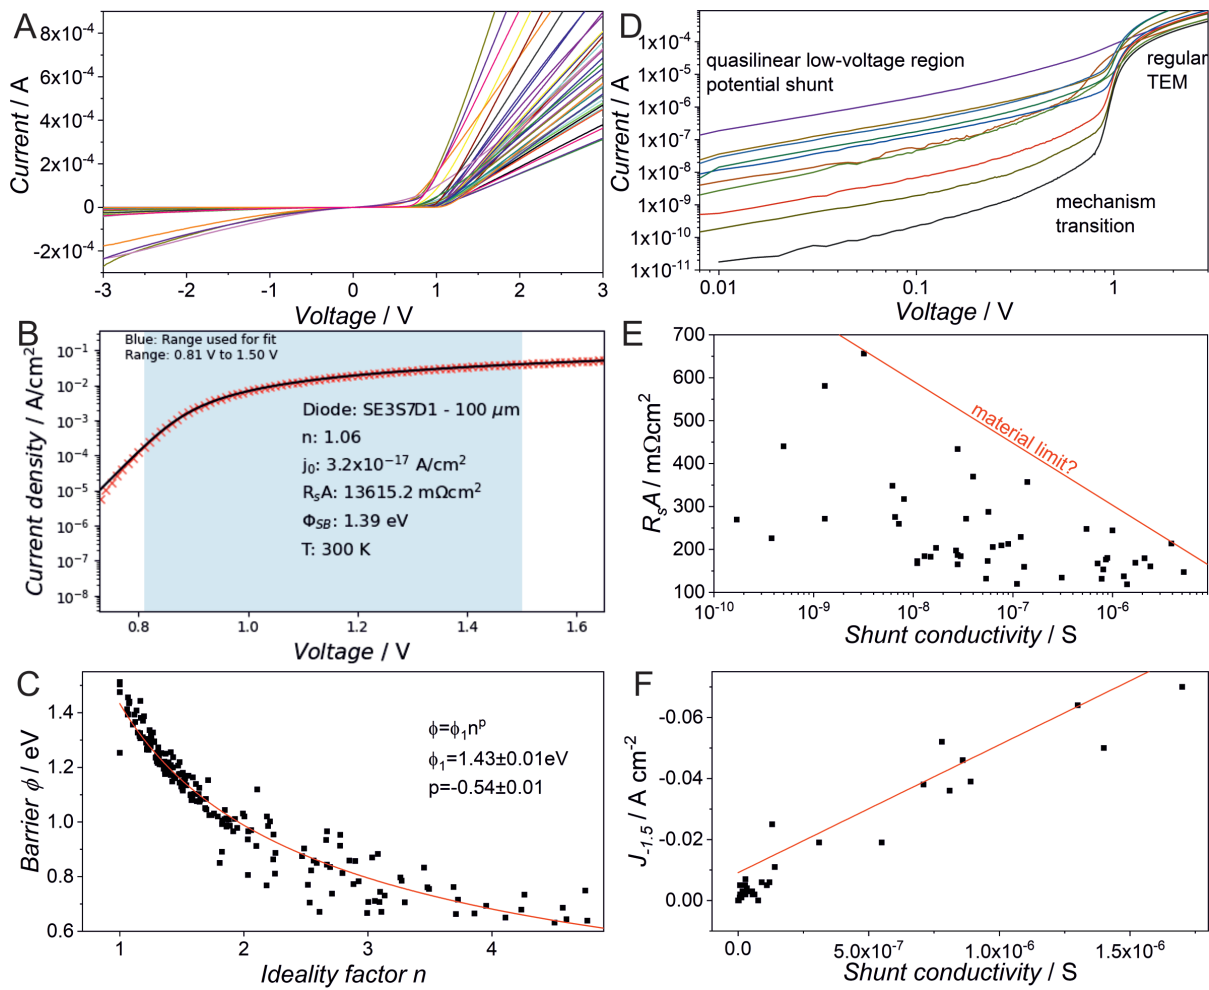 A
8x10-4
6x10-4
4x10-4
2x10-4
0
-2x10-4
Current / A
-3
-2
-1
0
1
2
3
Voltage / V
D
1x10-4
1x10-5
1x10-6
1x10-7
1x10-8
1x10-9
1x10-10
1x10-11
Current / A
quasilinear low-voltage region
potential shunt
regular
TEM
mechanism
transition
0.01
0.1
1
Voltage / V
B
Blue: Range used for fit
Range: 0.81 V to 1.50 V
10−1
10−2
10−3
10−4
10−5
10−6
10−7
10−8
Current density / A/cm2
Diode: SE3S7D1 - 100 μm
n: 1.06
j0: 3.2x10−17 A/cm2
RsA: 13615.2 mΩcm2
ΦSB: 1.39 eV
T: 300 K
0.8
1.0
1.2
1.4
1.6
Voltage / V
E
700
600
500
400
300
200
100
RsA / mΩcm2
material limit?
10-10
10-9
10-8
10-7
10-6
Shunt conductivity / S
C
1.4
1.2
1.0
0.8
0.6
Barrier ϕ / eV
ϕ=ϕ1np
ϕ1=1.43±0.01eV
p=-0.54±0.01
1
2
3
4
Ideality factor n
F
-0.06
-0.04
-0.02
0.00
J-1.5 / A cm-2
0.0
5.0x10-7
1.0x10-6
1.5x10-6
Shunt conductivity / S